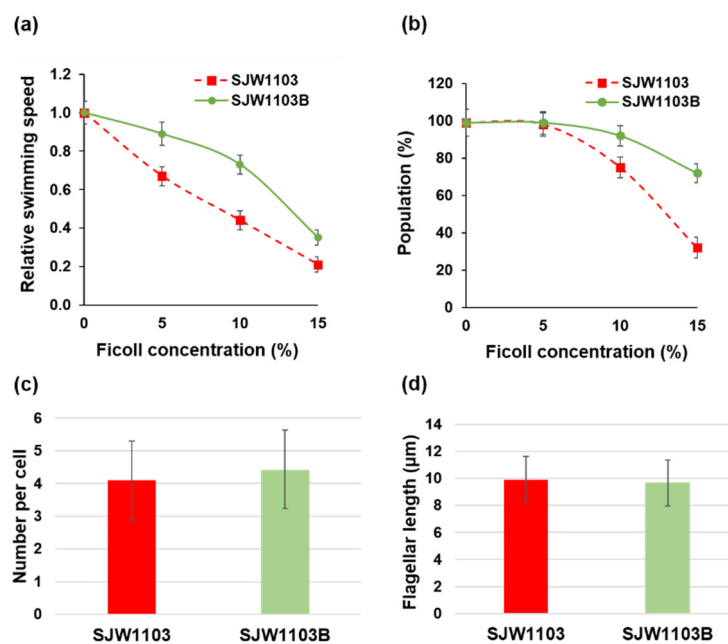 (a)
SJW1103
SJW1103B
Relative swimming speed
1.2
1.0
0.8
0.6
0.4
0.2
0.0
0 5 10 15
Ficoll concentration (%)
(b)
SJW1103
SJW1103B
Population (%)
120
100
80
60
40
20
0
0 5 10 15
Ficoll concentration (%)
(c)
Number per cell
6
5
4
3
2
1
0
SJW1103 SJW1103B
(d)
Flagellar length (μm)
14
12
10
8
6
4
2
0
SJW1103 SJW1103B